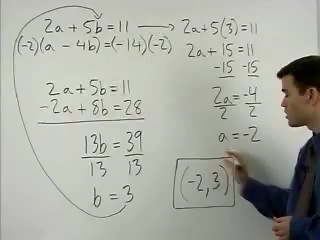 2a + 5b = 11
(-2)(a - 4b) = (-14)(-2)
2a + 5b = 11
-2a + 8b = 28
13b = 39
13 13
b = 3
2a + 5(3) = 11
2a + 15 = 11
-15 -15
2a = -4
2 2
a = -2
(-2, 3)